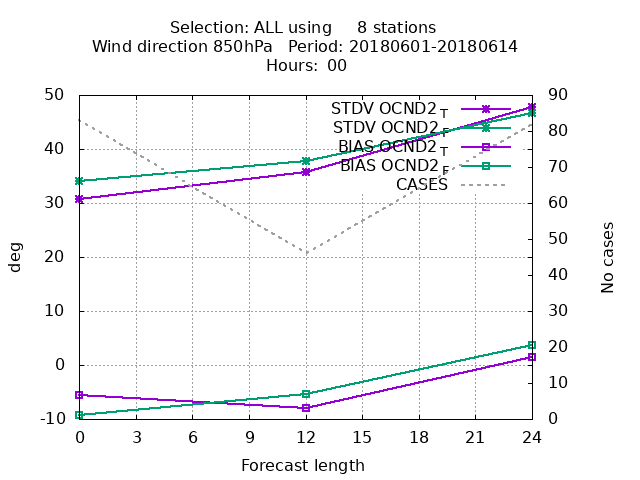 Selection: ALL using     8 stations
Wind direction 850hPa   Period: 20180601-20180614
Hours: 00
50
40
30
20
10
0
-10
deg
90
80
70
60
50
40
30
20
10
0
No cases
STDV OCND2_T
STDV OCND2_F
BIAS OCND2_T
BIAS OCND2_F
CASES
0 3 6 9 12 15 18 21 24
Forecast length